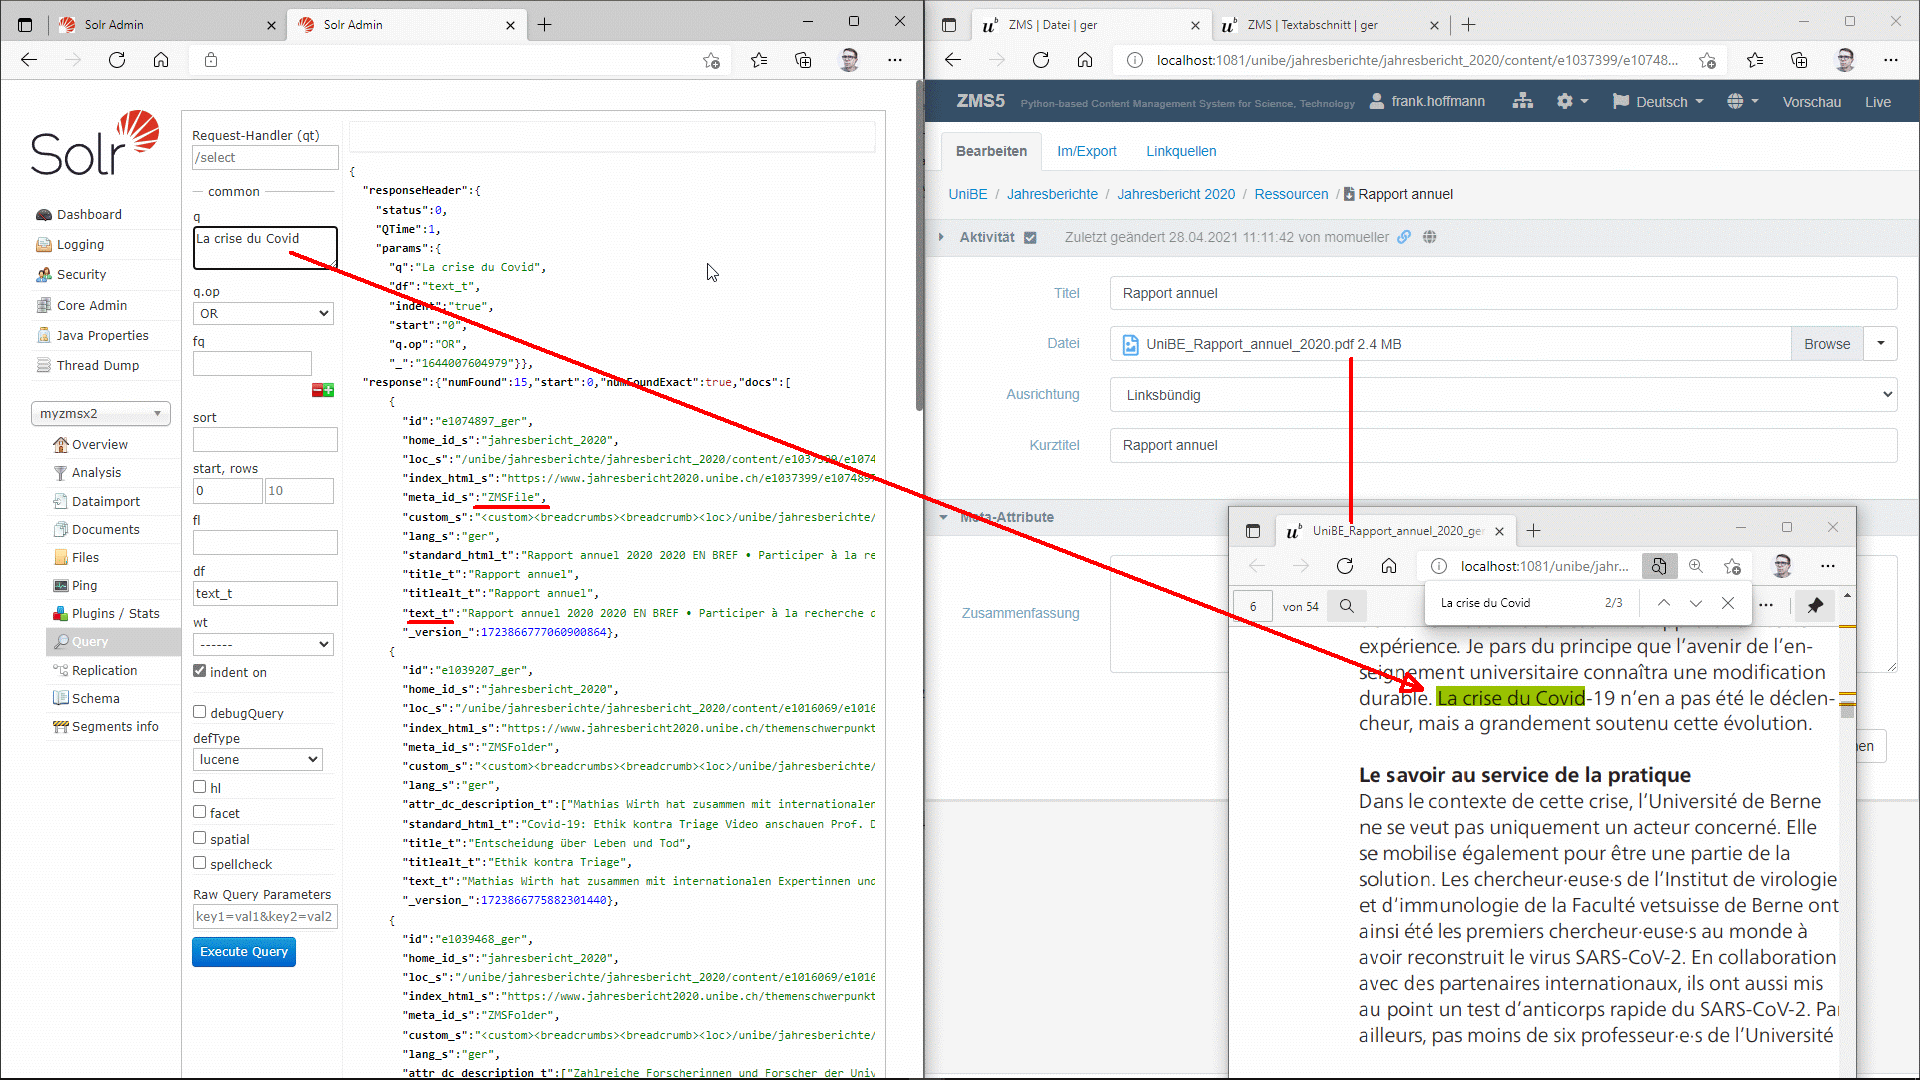 Solr Admin
Solr Admin
Solr
Dashboard
Logging
Security
Core Admin
Java Properties
Thread Dump
myzmsx2
Overview
Analysis
Dataimport
Documents
Files
Ping
Plugins / Stats
Query
Replication
Schema
Segments info
Request-Handler (qt)
/select
common
q
La crise du Covid
q.op
OR
fq
sort
start, rows
0 10
fl
df
text_t
wt
------
indent on
debugQuery
defType
lucene
hl
facet
spatial
spellcheck
Raw Query Parameters
key1=val1&key2=val2
Execute Query
{
"responseHeader":{
"status":0,
"QTime":1,
"params":{
"q":"La crise du Covid",
"df":"text_t",
"indent":"true",
"start":"0",
"q.op":"OR",
"_":"1644007604979"}},
"response":{"numFound":15,"start":0,"numFoundExact":true,"docs":[
{
"id":"e1074897_ger",
"home_id_s":"jahresbericht_2020",
"loc_s":"/unibe/jahresberichte/jahresbericht_2020/content/e1037399/e1074
"index_html_s":"https://www.jahresbericht2020.unibe.ch/e1037399/e107489
"meta_id_s":"ZMSFile",
"custom_s":"<custom><breadcrumbs><breadcrumb><loc>/unibe/jahresberichte/
"lang_s":"ger",
"standard_html_t":"Rapport annuel 2020 2020 EN BREF • Participer à la re
"title_t":"Rapport annuel",
"titlealt_t":"Rapport annuel",
"text_t":"Rapport annuel 2020 2020 EN BREF • Participer à la recherche
"_version_":1723866777060900864},
{
"id":"e1039207_ger",
"home_id_s":"jahresbericht_2020",
"loc_s":"/unibe/jahresberichte/jahresbericht_2020/content/e1016069/e1016
"index_html_s":"https://www.jahresbericht2020.unibe.ch/themenschwerpunkt
"meta_id_s":"ZMSFolder",
"custom_s":"<custom><breadcrumbs><breadcrumb><loc>/unibe/jahresberichte/
"lang_s":"ger",
"attr_dc_description_t":["Mathias Wirth hat zusammen mit internationalen
"standard_html_t":"Covid-19: Ethik kontra Triage Video anschauen Prof. D
"title_t":"Entscheidung über Leben und Tod",
"titlealt_t":"Ethik kontra Triage",
"text_t":"Mathias Wirth hat zusammen mit internationalen Expertinnen und
"_version_":1723866775882301440},
{
"id":"e1039468_ger",
"home_id_s":"jahresbericht_2020",
"loc_s":"/unibe/jahresberichte/jahresbericht_2020/content/e1016069/e1016
"index_html_s":"https://www.jahresbericht2020.unibe.ch/themenschwerpunkt
"meta_id_s":"ZMSFolder",
"custom_s":"<custom><breadcrumbs><breadcrumb><loc>/unibe/jahresberichte/
"lang_s":"ger",
"attr_dc_description_t":["Zahlreiche Forscherinnen und Forscher der Univ
ZMS | Datei | ger
ZMS | Textabschnitt | ger
localhost:1081/unibe/jahresberichte/jahresbericht_2020/content/e1037399/e10748...
ZMS5 Python-based Content Management System for Science, Technology frank.hoffmann Deutsch Vorschau Live
Bearbeiten Im/Export Linkquellen
UniBE / Jahresberichte / Jahresbericht 2020 / Ressourcen / Rapport annuel
Aktivität Zuletzt geändert 28.04.2021 11:11:42 von momueller
Titel Rapport annuel
Datei UniBE_Rapport_annuel_2020.pdf 2.4 MB Browse
Ausrichtung Linksbündig
Kurztitel Rapport annuel
Meta-Attribute
Zusammenfassung
UniBE_Rapport_annuel_2020_ger
localhost:1081/unibe/jahr...
6 von 54
La crise du Covid 2/3
expérience. Je pars du principe que l’avenir de l’en-
seignement universitaire connaîtra une modification
durable. La crise du Covid-19 n’en a pas été le déclen-
cheur, mais a grandement soutenu cette évolution.
Le savoir au service de la pratique
Dans le contexte de cette crise, l’Université de Berne
ne se veut pas uniquement un acteur concerné. Elle
se mobilise également pour être une partie de la
solution. Les chercheur·euse·s de l’Institut de virologie
et d’immunologie de la Faculté vetsuisse de Berne ont
ainsi été les premiers chercheur·euse·s au monde à
avoir reconstruit le virus SARS-CoV-2. En collaboration
avec des partenaires internationaux, ils ont aussi mis
au point un test d’anticorps rapide du SARS-CoV-2. Par
ailleurs, pas moins de six professeur·e·s de l’Université